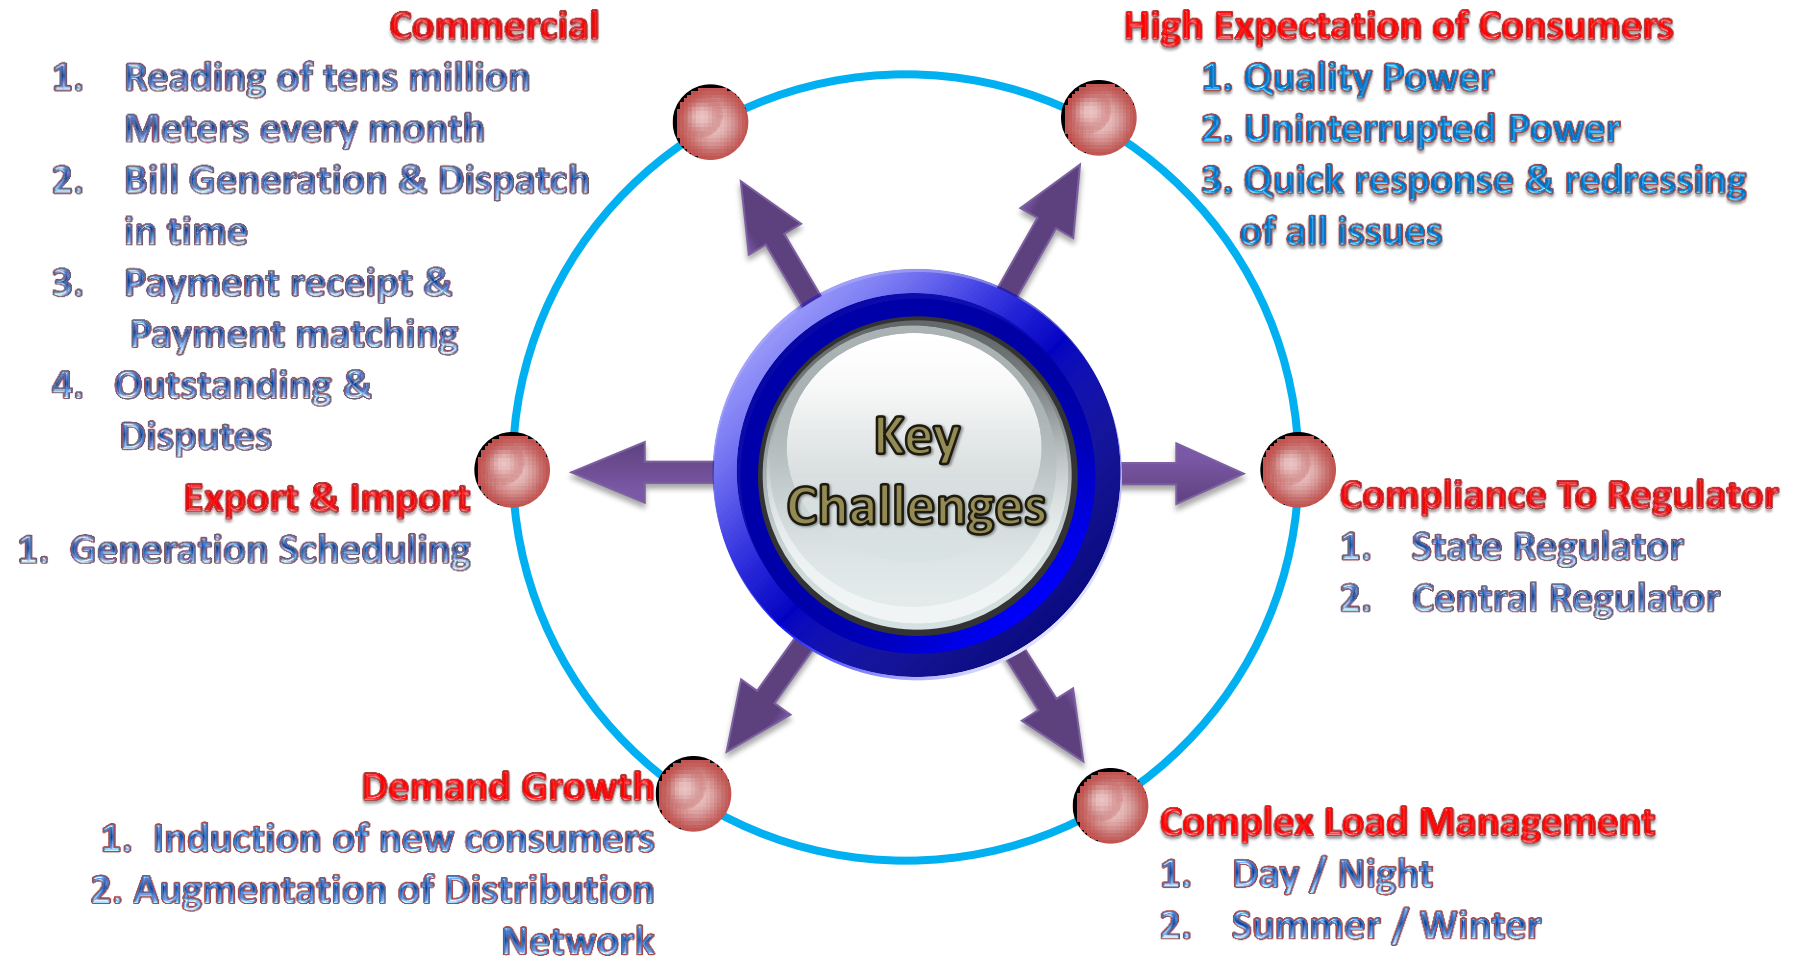 Commercial
1. Reading of tens million
Meters every month
2. Bill Generation & Dispatch
in time
3. Payment receipt &
Payment matching
4. Outstanding &
Disputes
High Expectation of Consumers
1. Quality Power
2. Uninterrupted Power
3. Quick response & redressing
of all issues
Key
Challenges
Export & Import
1. Generation Scheduling
Compliance To Regulator
1. State Regulator
2. Central Regulator
Demand Growth
1. Induction of new consumers
2. Augmentation of Distribution
Network
Complex Load Management
1. Day / Night
2. Summer / Winter